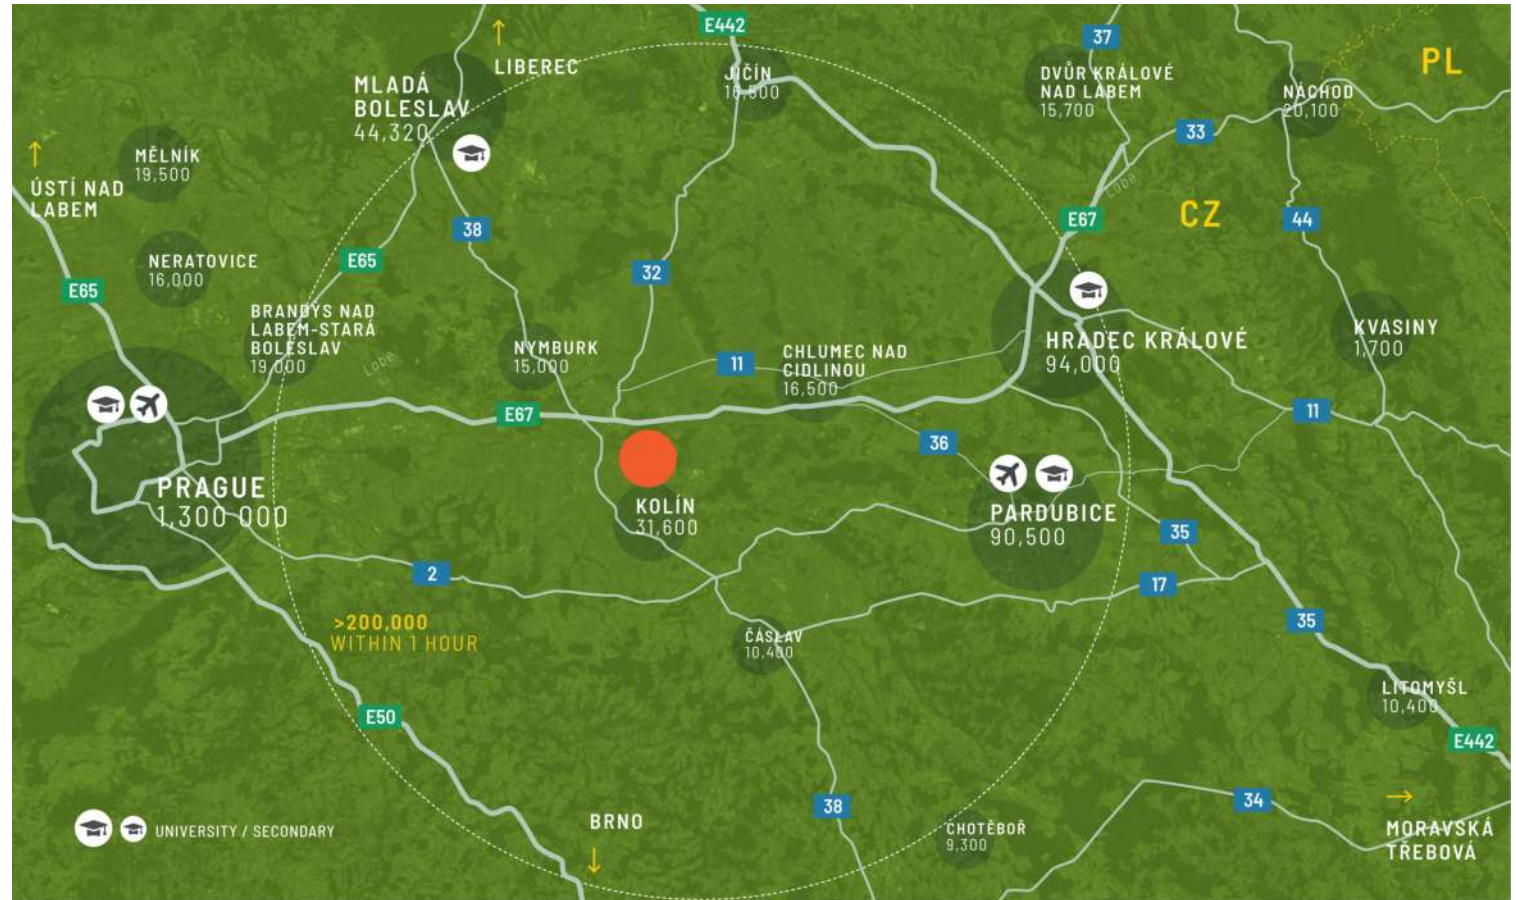 E442
37
LIBEREC
PL
MLADÁ
BOLESLAV
44,320
JIČÍN
16,500
DVŮR KRÁLOVÉ
NAD LABEM
15,700
NÁCHOD
20,100
33
MĚLNÍK
19,500
ÚSTÍ NAD
LABEM
Lobe
CZ
E67
44
38
NERATOVICE
16,000
E65
32
E65
BRANDÝS NAD
LABEM-STARÁ
BOLESLAV
19,000
Lobe
NYMBURK
15,000
11
CHLUMEC NAD
CIDLINOU
16,500
HRADEC KRÁLOVÉ
94,000
KVASINY
1,700
E67
11
36
PRAGUE
1,300 000
KOLÍN
31,600
PARDUBICE
90,500
35
2
17
>200,000
WITHIN 1 HOUR
ČÁSLAV
10,400
35
LITOMYŠL
10,400
E50
E442
38
34
UNIVERSITY / SECONDARY
BRNO
CHOTĚBOŘ
9,300
MORAVSKÁ
TŘEBOVÁ